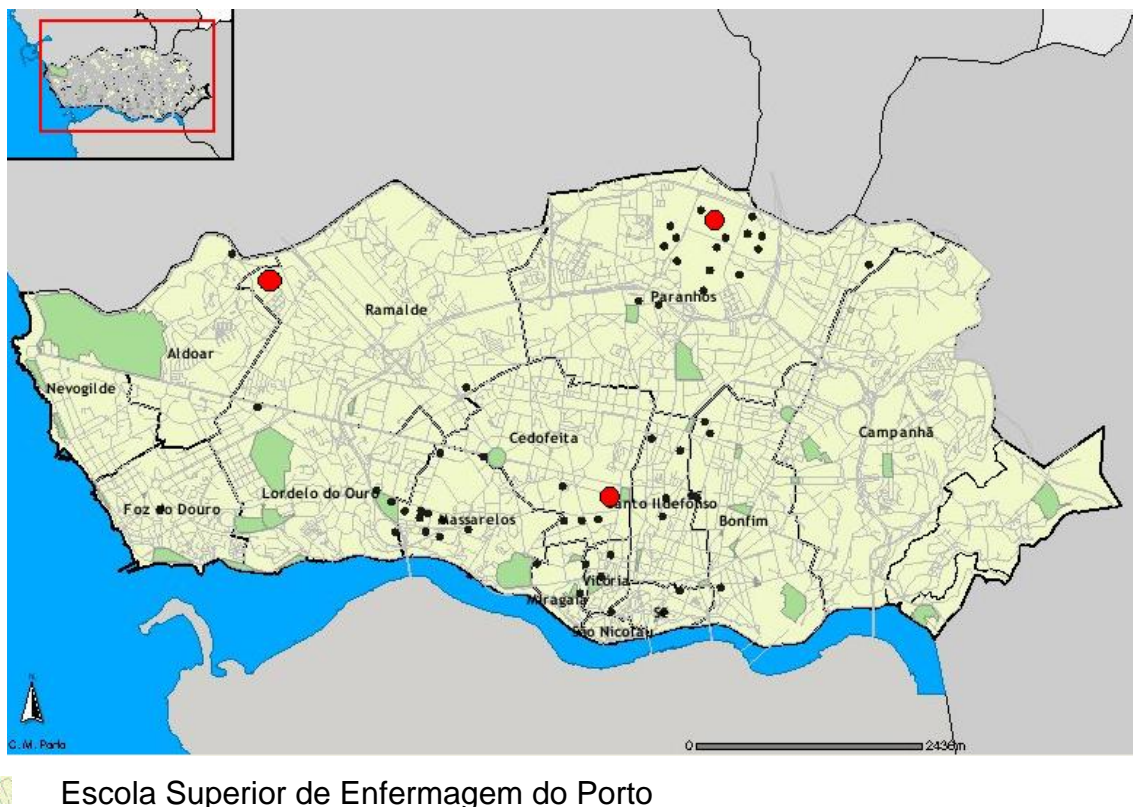 Paranhos
Ramalde
Aldoar
Nevogilde
Cedofeita
Campanhã
Lordelo do Ouro
Foz do Douro
Massarelos
Santo Ildefonso
Bonfim
Vitória
Miragaia
Sé
São Nicolau
N
C.M. Porto
0 2436m
Escola Superior de Enfermagem do Porto